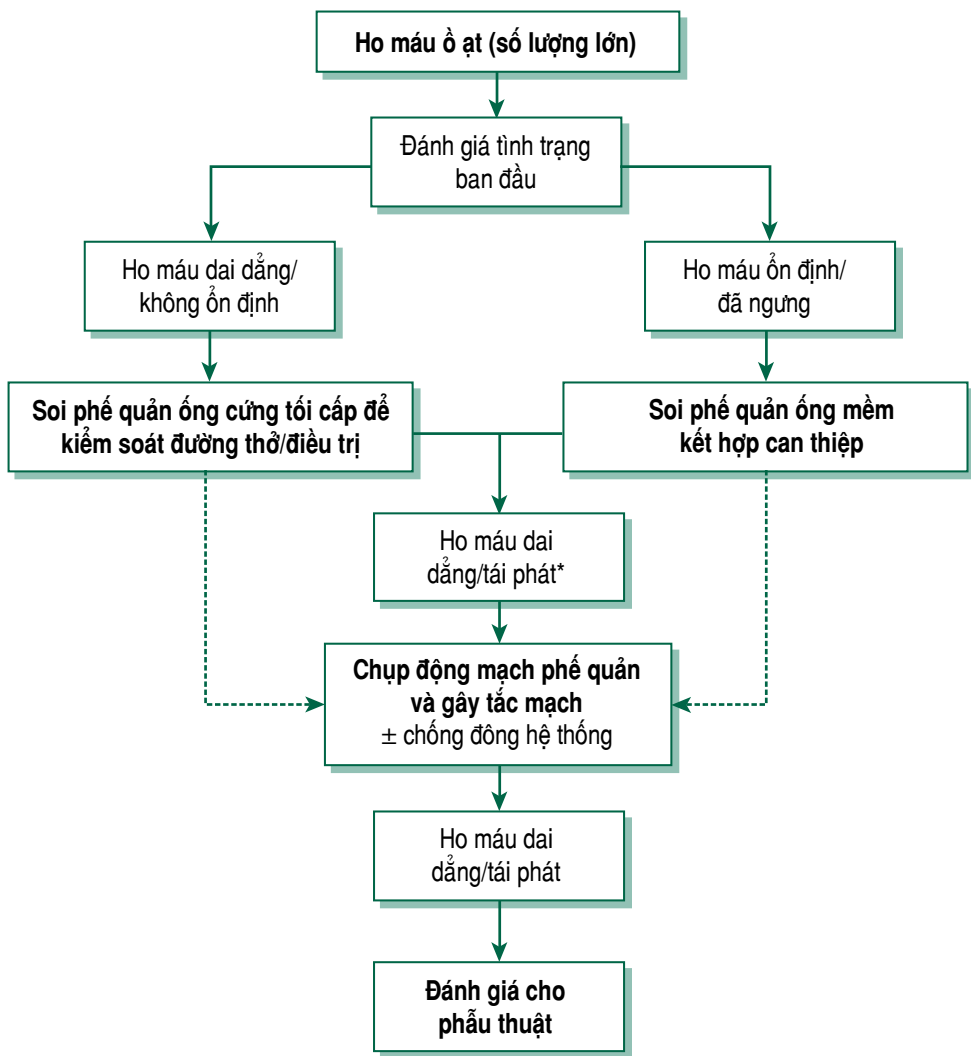 Ho máu ồ ạt (số lượng lớn)
Đánh giá tình trạng
ban đầu
Ho máu dai dẳng/
không ổn định
Ho máu ổn định/
đã ngưng
Soi phế quản ống cứng tối cấp để
kiểm soát đường thở/điều trị
Soi phế quản ống mềm
kết hợp can thiệp
Ho máu dai
dẳng/tái phát*
Chụp động mạch phế quản
và gây tắc mạch
± chống đông hệ thống
Ho máu dai
dẳng/tái phát
Đánh giá cho
phẫu thuật